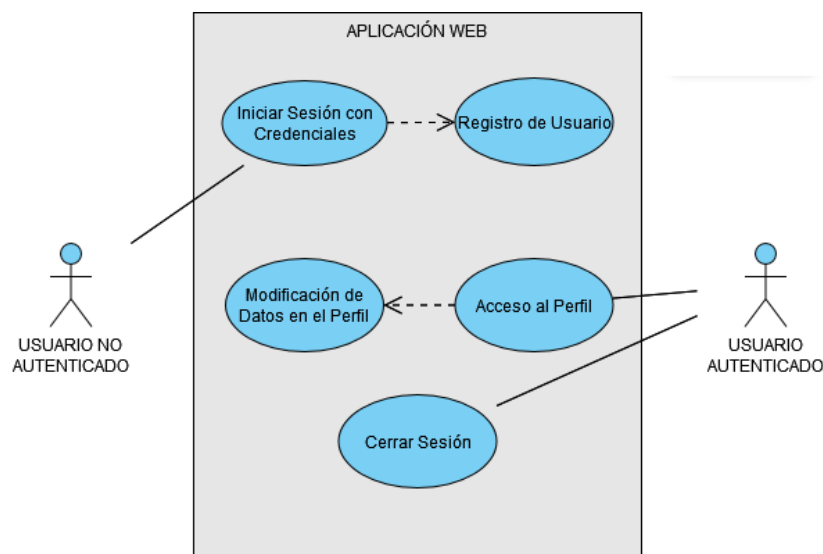 APLICACIÓN WEB
Iniciar Sesión con
Credenciales
Registro de Usuario
Modificación de
Datos en el Perfil
Acceso al Perfil
USUARIO NO
AUTENTICADO
USUARIO
AUTENTICADO
Cerrar Sesión